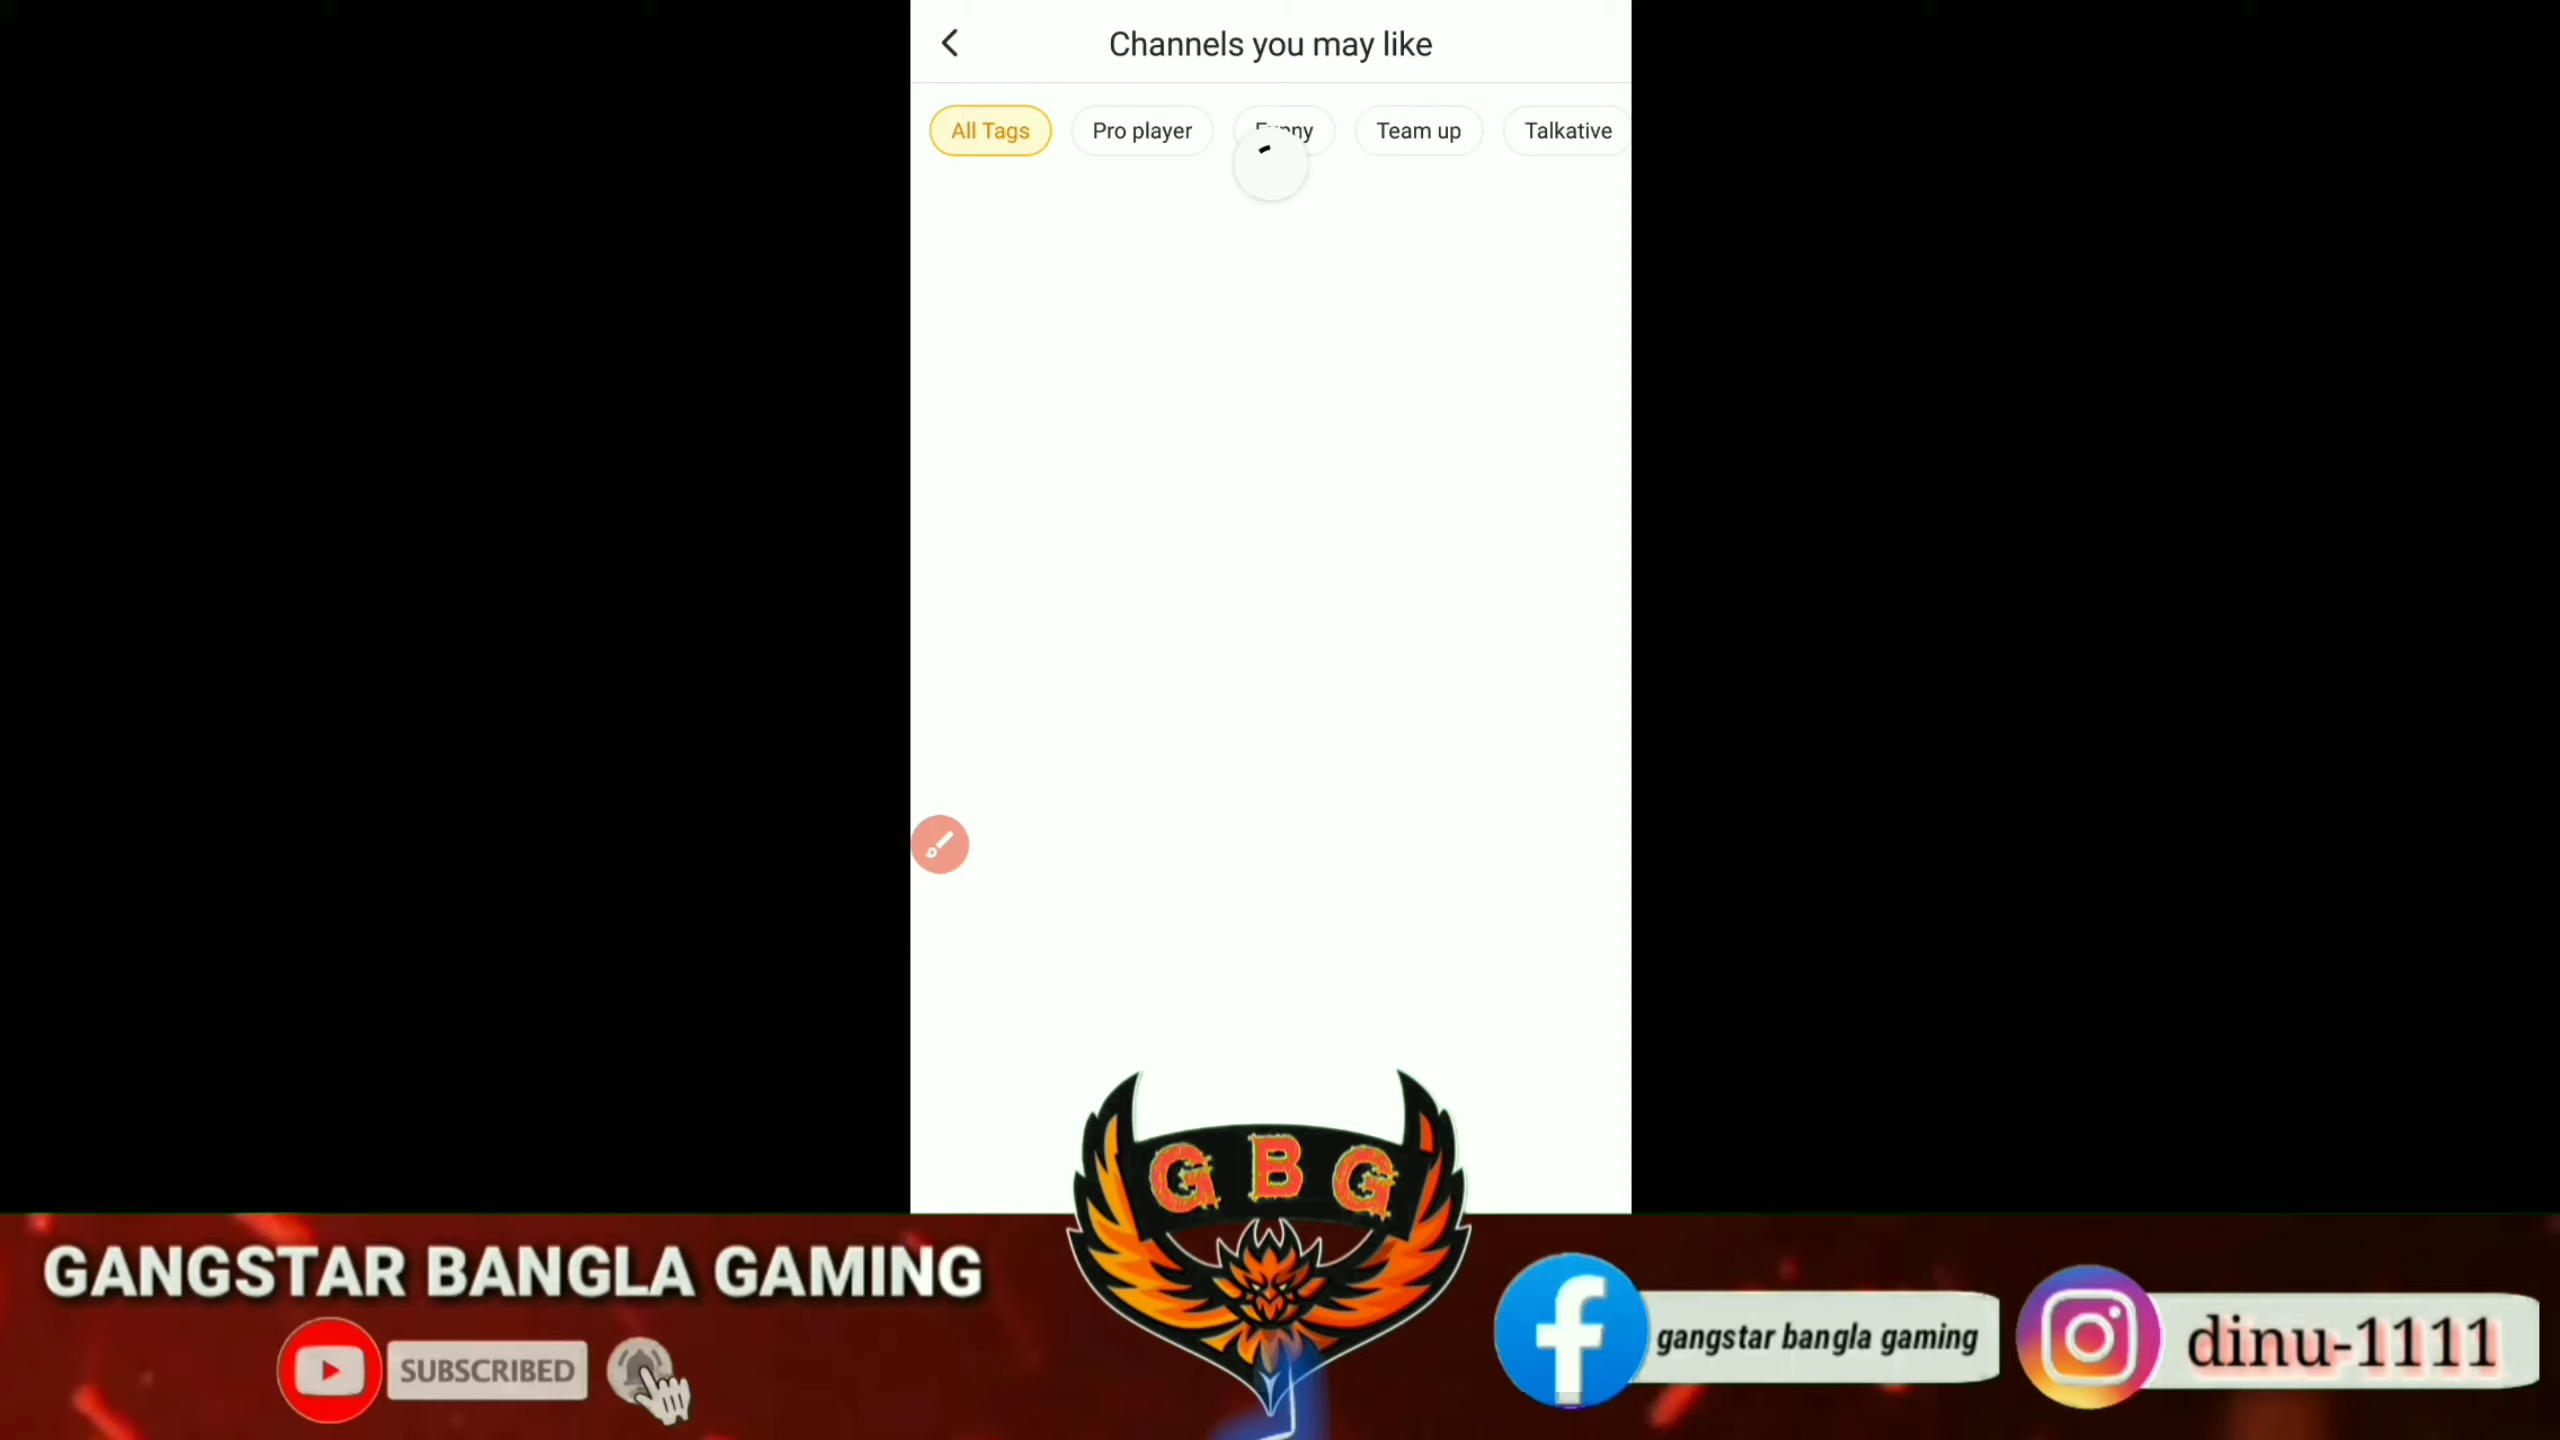 Channels you may like
All Tags
Pro player
Funny
Team up
Talkative
GBG
GANGSTAR BANGLA GAMING
SUBSCRIBED
gangstar bangla gaming
dinu-1111